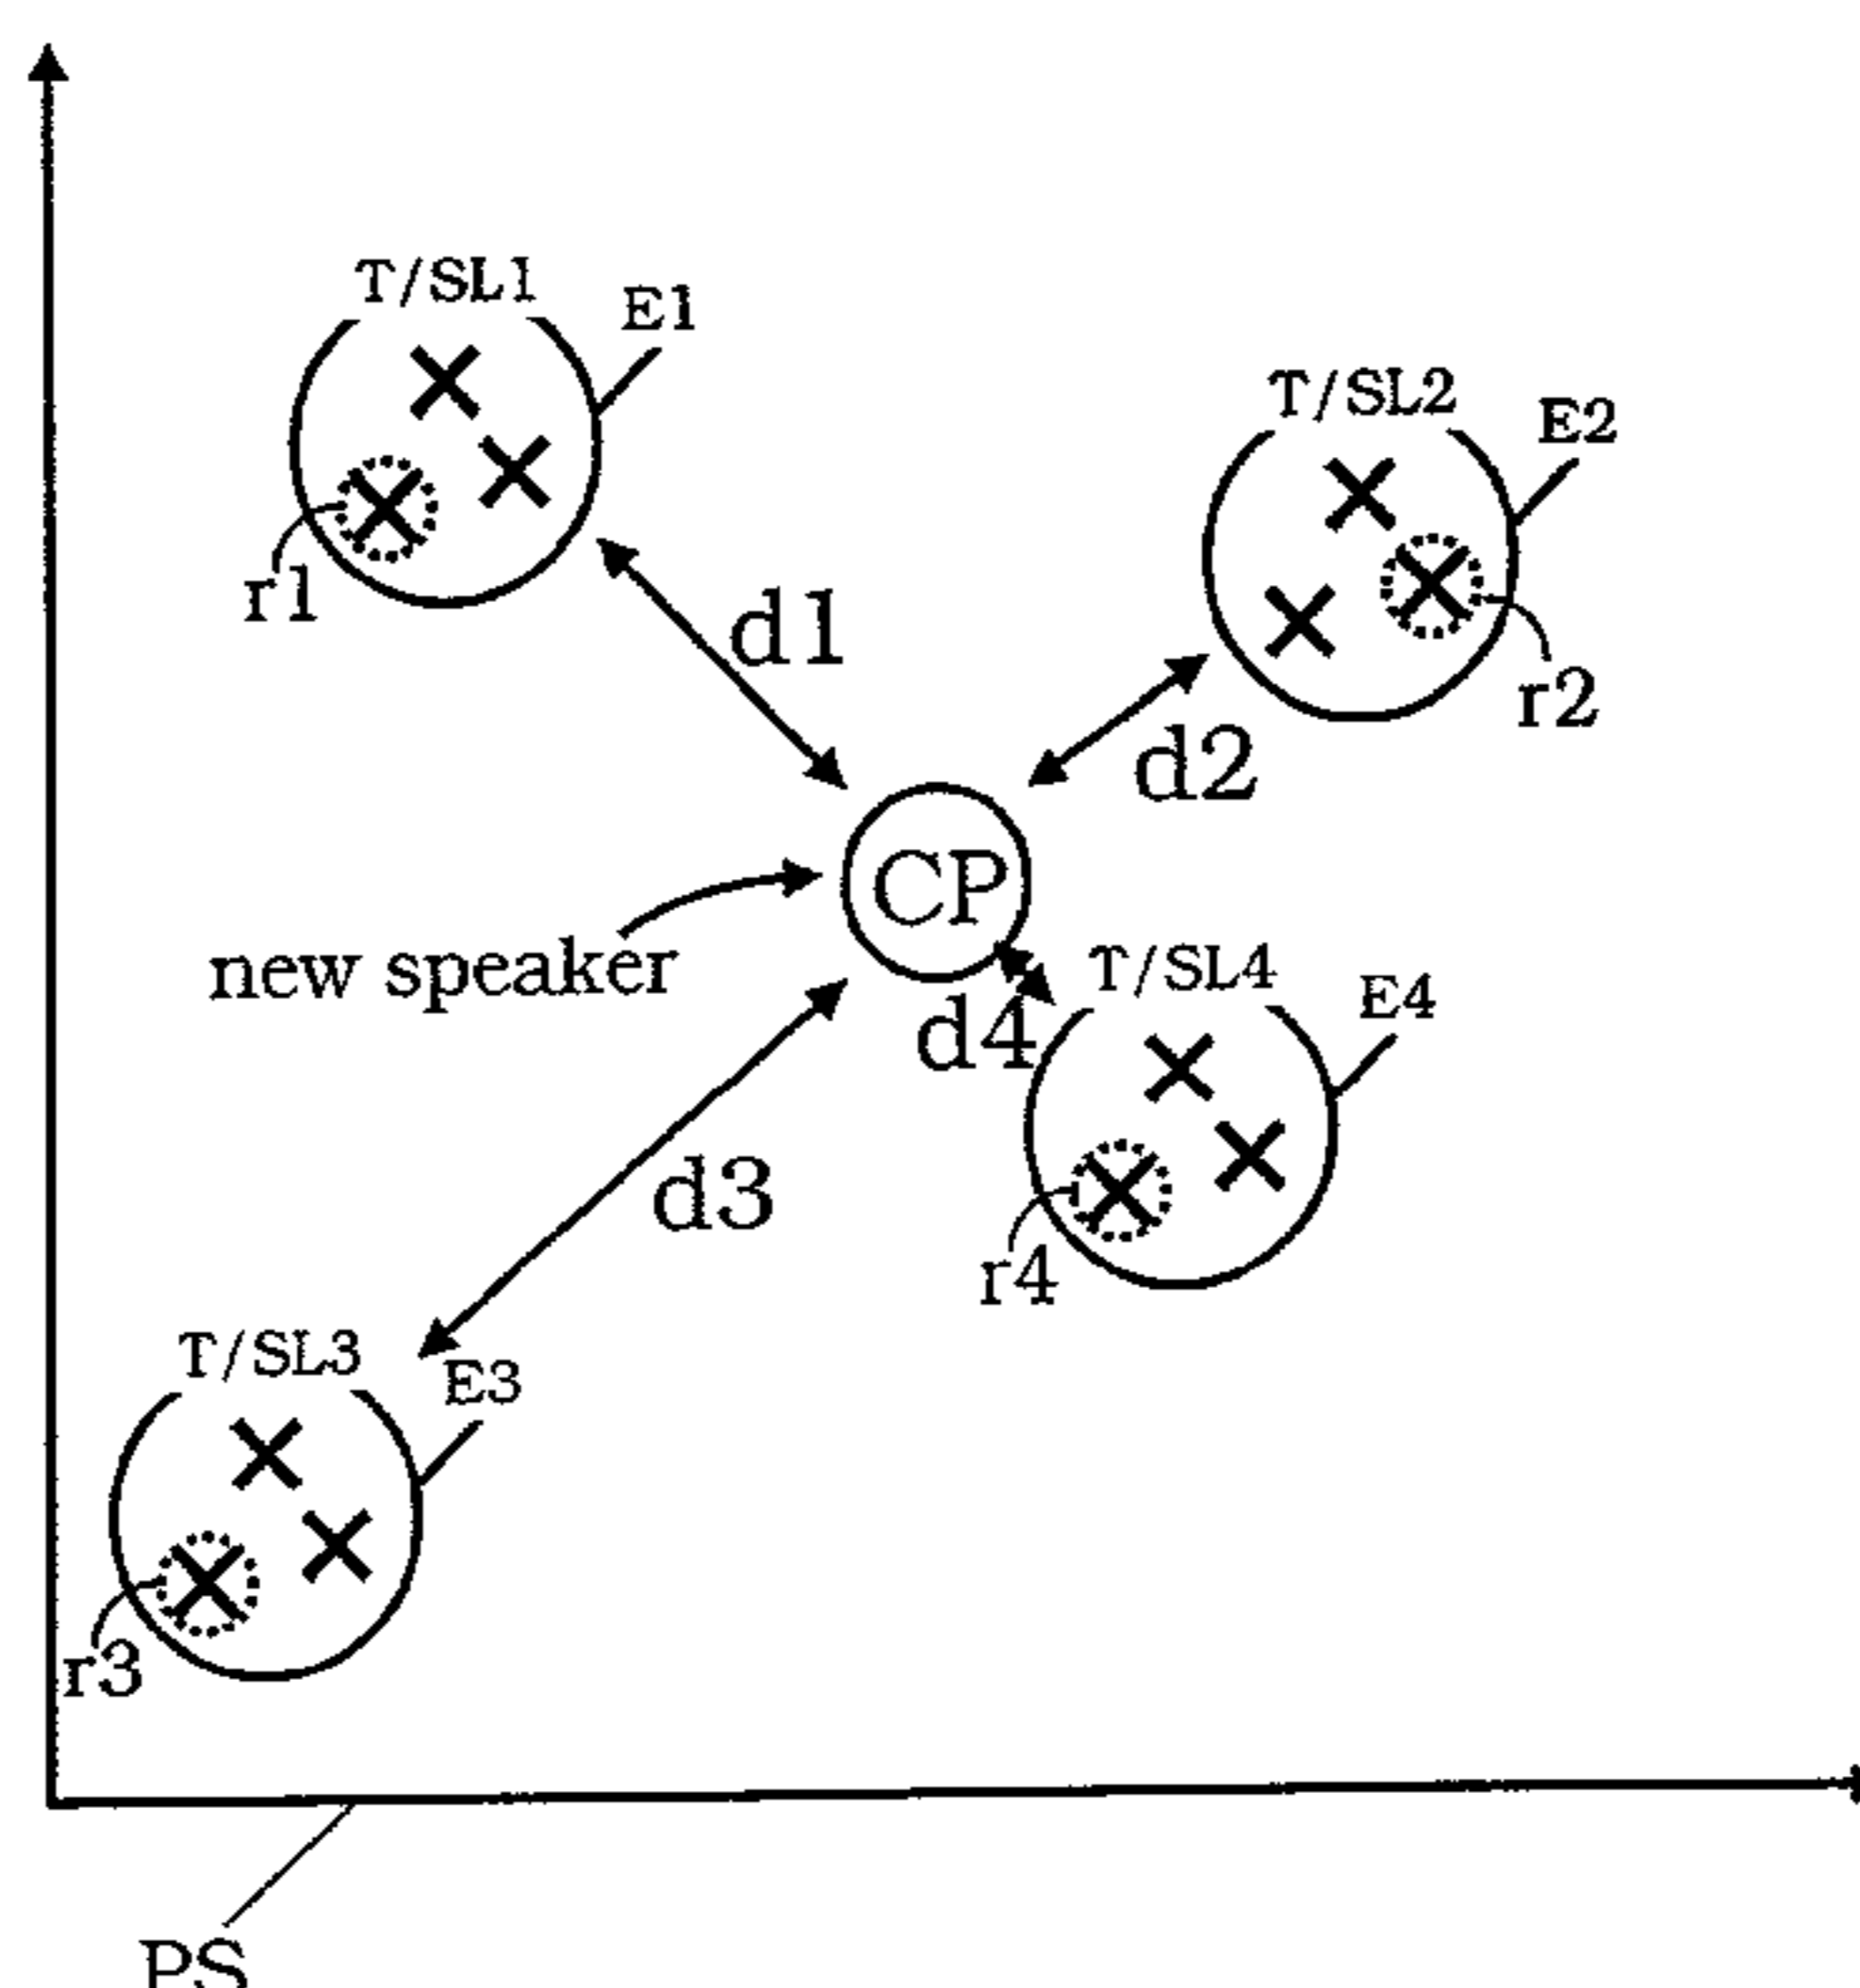 T/SL1
E1
T/SL2
E2
r1
d1
r2
d2
CP
new speaker
T/SL4
E4
d4
d3
r4
T/SL3
E3
r3
PS